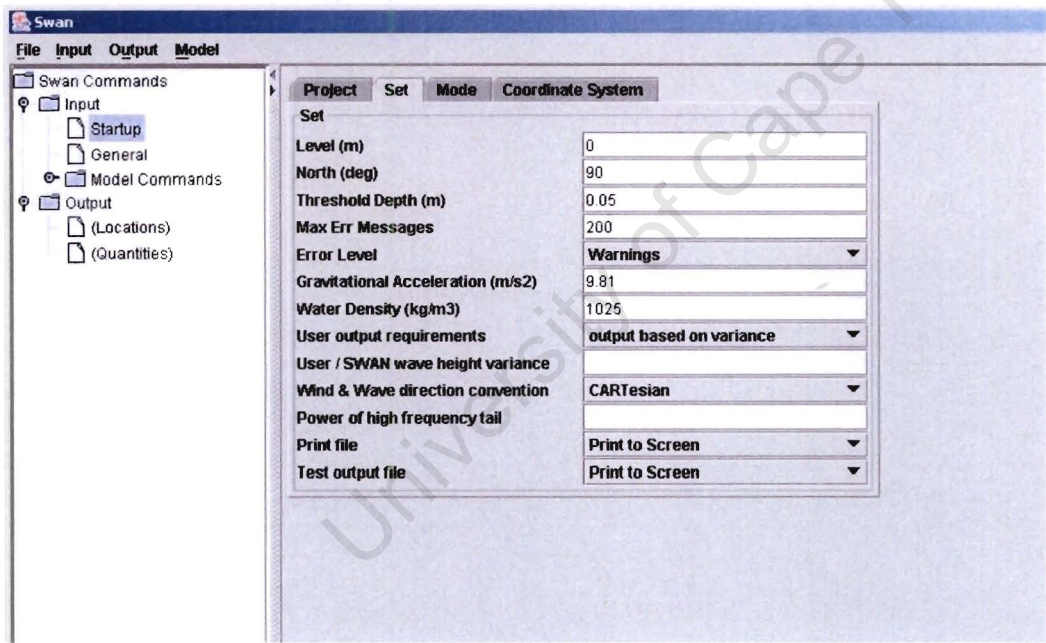 Swan
File Input Output Model
Swan Commands
Input
Startup
General
Model Commands
Output
(Locations)
(Quantities)
Project Set Mode Coordinate System
Set
Level (m) 0
North (deg) 90
Threshold Depth (m) 0.05
Max Err Messages 200
Error Level Warnings
Gravitational Acceleration (m/s2) 9.81
Water Density (kg/m3) 1025
User output requirements output based on variance
User / SWAN wave height variance
Wind & Wave direction convention CARTesian
Power of high frequency tail
Print file Print to Screen
Test output file Print to Screen
University of Cape